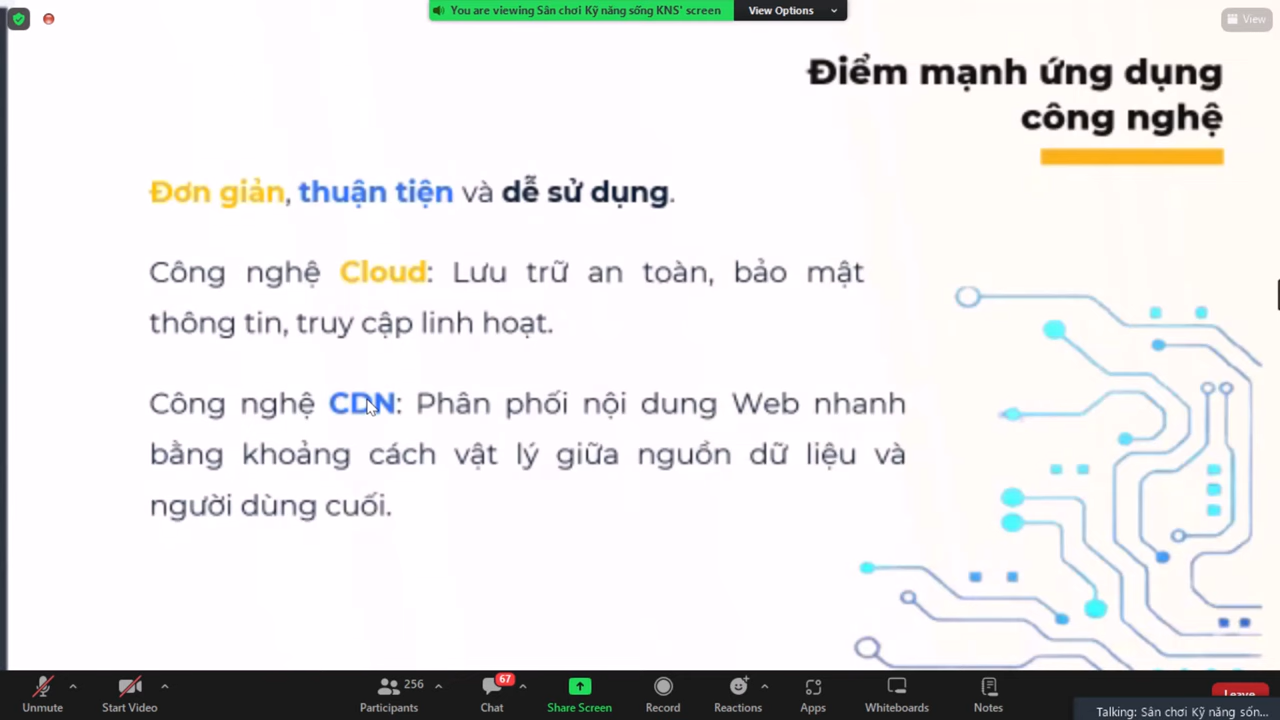 You are viewing Sân chơi Kỹ năng sống KNS' screen
View Options
View
Điểm mạnh ứng dụng
công nghệ
Đơn giản, thuận tiện và dễ sử dụng.
Công nghệ Cloud: Lưu trữ an toàn, bảo mật
thông tin, truy cập linh hoạt.
Công nghệ CDN: Phân phối nội dung Web nhanh
bằng khoảng cách vật lý giữa nguồn dữ liệu và
người dùng cuối.
256
67
Unmute
Start Video
Participants
Chat
Share Screen
Record
Reactions
Apps
Whiteboards
Notes
Leave
Talking: Sân chơi Kỹ năng sốn...